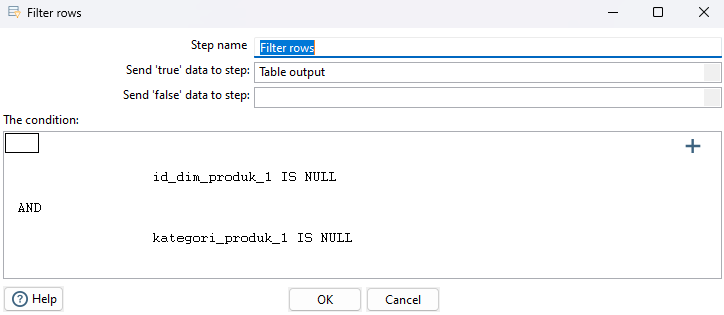 Filter rows
Step name Filter rows
Send 'true' data to step: Table output
Send 'false' data to step:
The condition:
id_dim_produk_1 IS NULL
AND
kategori_produk_1 IS NULL
Help OK Cancel